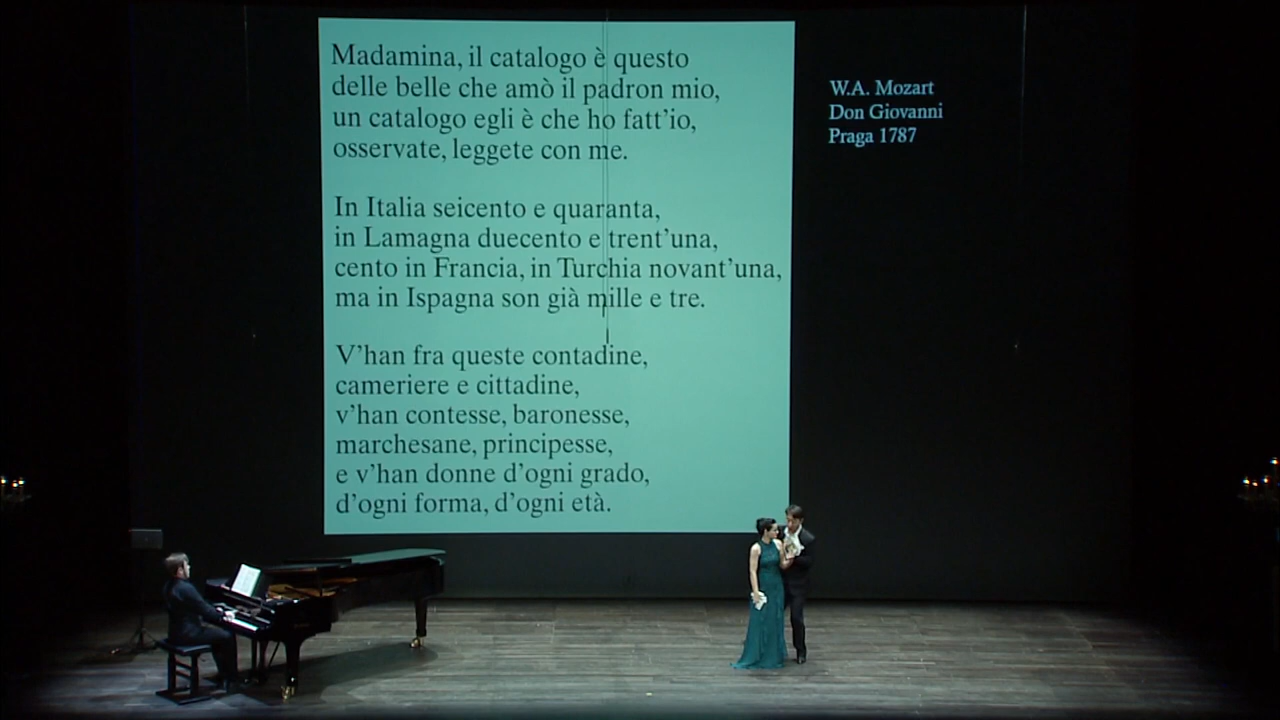 Madamina, il catalogo è questo
delle belle che amò il padron mio,
un catalogo egli è che ho fatt'io,
osservate, leggete con me.
In Italia seicento e quaranta,
in Lamagna duecento e trent'una,
cento in Francia, in Turchia novant'una,
ma in Ispagna son già mille e tre.
V'han fra queste contadine,
cameriere e cittadine,
v'han contesse, baronesse,
marchesane, principesse,
e v'han donne d'ogni grado,
d'ogni forma, d'ogni età.
W.A. Mozart
Don Giovanni
Praga 1787